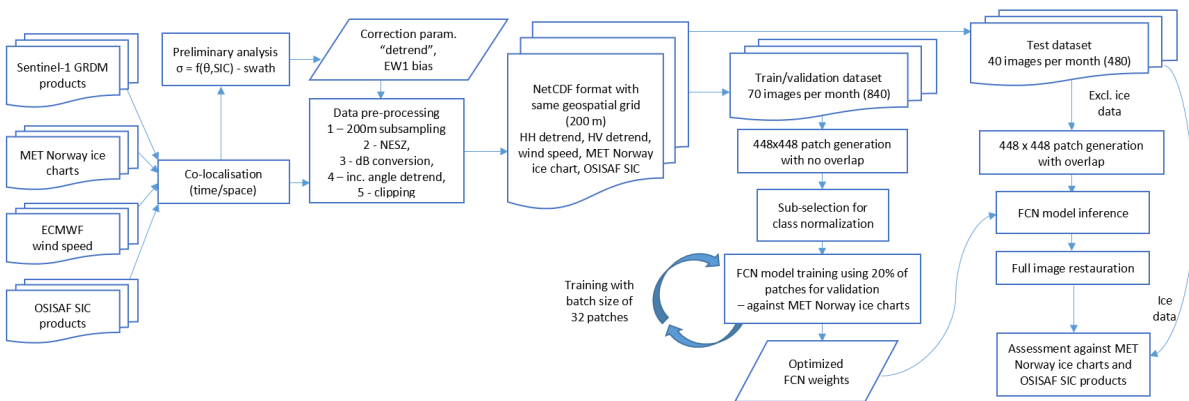 Sentinel-1 GRDM
products
MET Norway ice
charts
ECMWF
wind speed
OSISAF SIC
products
Preliminary analysis
σ = f(θ,SIC) - swath
Co-localisation
(time/space)
Correction param.
“detrend”,
EW1 bias
Data pre-processing
1 – 200m subsampling
2 - NESZ,
3 - dB conversion,
4 – inc. angle detrend,
5 - clipping
NetCDF format with
same geospatial grid
(200 m)
HH detrend, HV detrend,
wind speed, MET Norway
ice chart, OSISAF SIC
Train/validation dataset
70 images per month (840)
448x448 patch generation
with no overlap
Sub-selection for
class normalization
FCN model training using 20% of
patches for validation
– against MET Norway ice charts
Training with
batch size of
32 patches
Optimized
FCN weights
Test dataset
40 images per month (480)
Excl. ice
data
448 x 448 patch generation
with overlap
FCN model inference
Full image restauration
Ice
data
Assessment against MET
Norway ice charts and
OSISAF SIC products